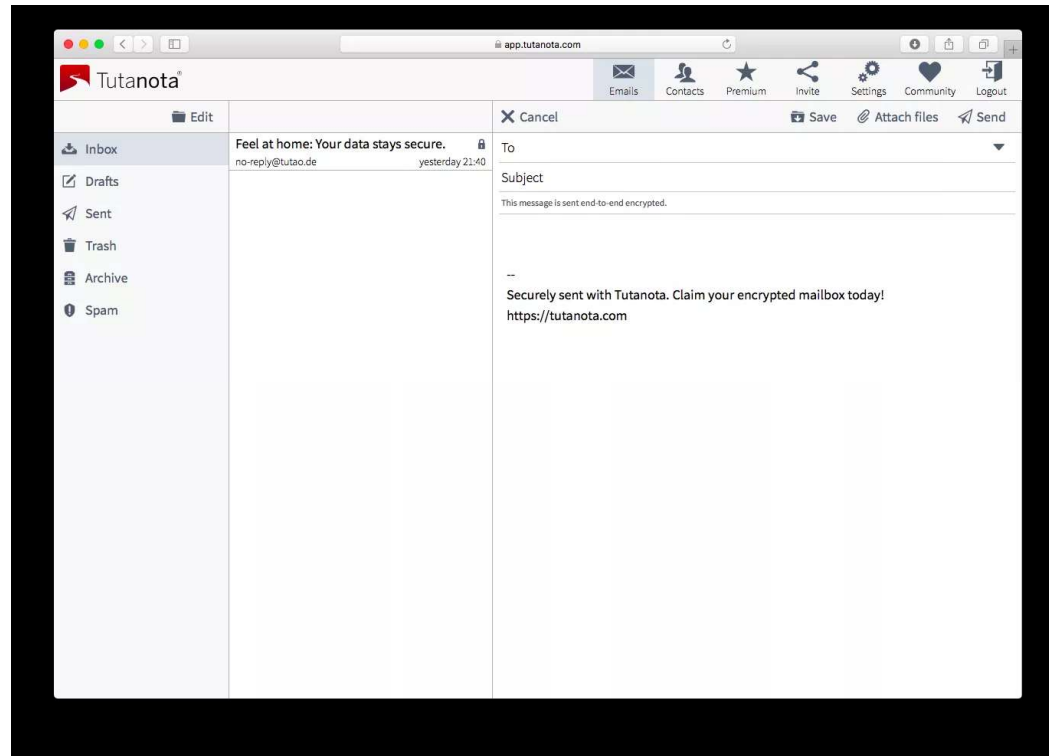 app.tutanota.com
Tutanota
Emails
Contacts
Premium
Invite
Settings
Community
Logout
Edit
Cancel
Save
Attach files
Send
Inbox
Drafts
Sent
Trash
Archive
Spam
Feel at home: Your data stays secure.
no-reply@tutao.de yesterday 21:40
To
Subject
This message is sent end-to-end encrypted.
--
Securely sent with Tutanota. Claim your encrypted mailbox today!
https://tutanota.com